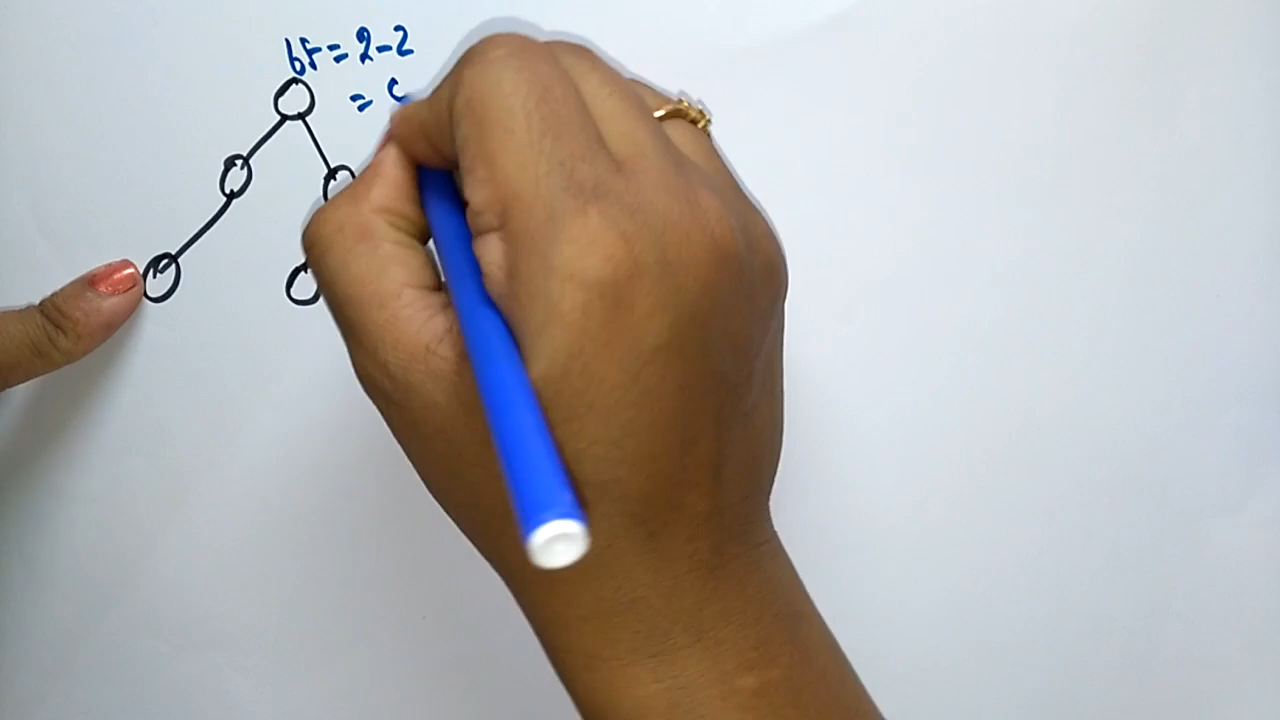 bf = 2-2
=